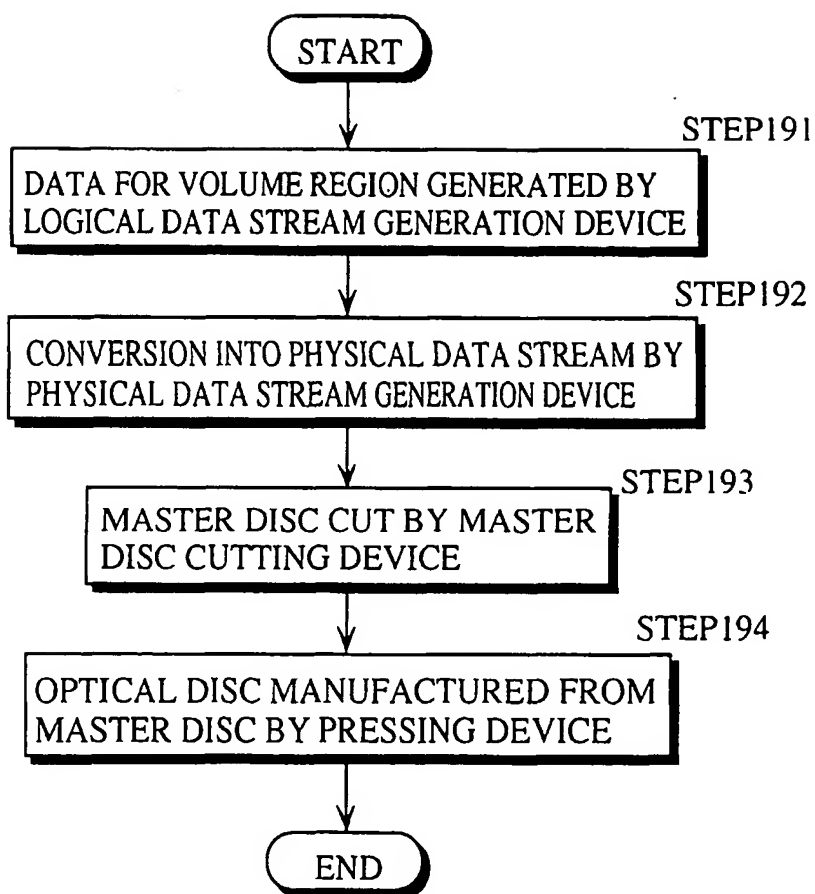 START
STEP191
DATA FOR VOLUME REGION GENERATED BY
LOGICAL DATA STREAM GENERATION DEVICE
STEP192
CONVERSION INTO PHYSICAL DATA STREAM BY
PHYSICAL DATA STREAM GENERATION DEVICE
STEP193
MASTER DISC CUT BY MASTER
DISC CUTTING DEVICE
STEP194
OPTICAL DISC MANUFACTURED FROM
MASTER DISC BY PRESSING DEVICE
END